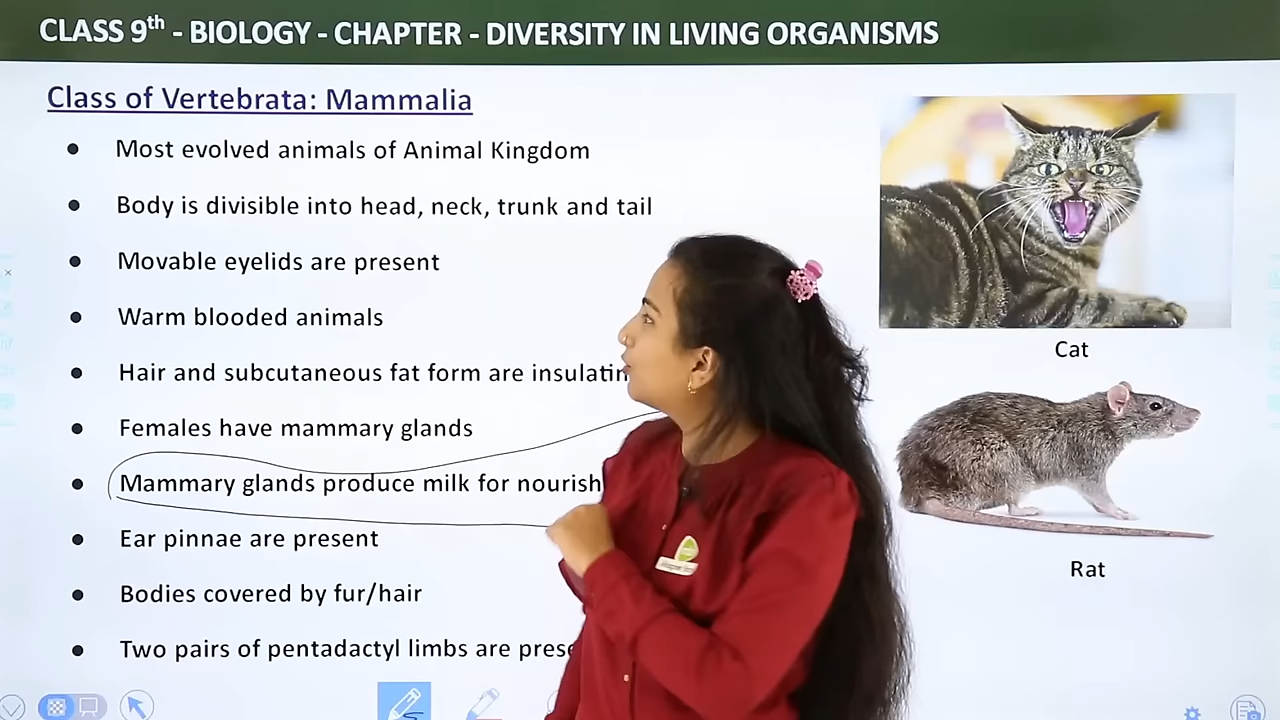 CLASS 9th - BIOLOGY - CHAPTER - DIVERSITY IN LIVING ORGANISMS
Class of Vertebrata: Mammalia
• Most evolved animals of Animal Kingdom
• Body is divisible into head, neck, trunk and tail
• Movable eyelids are present
• Warm blooded animals
• Hair and subcutaneous fat form are insulatin
• Females have mammary glands
• Mammary glands produce milk for nourish
• Ear pinnae are present
• Bodies covered by fur/hair
• Two pairs of pentadactyl limbs are prese
Cat
Rat